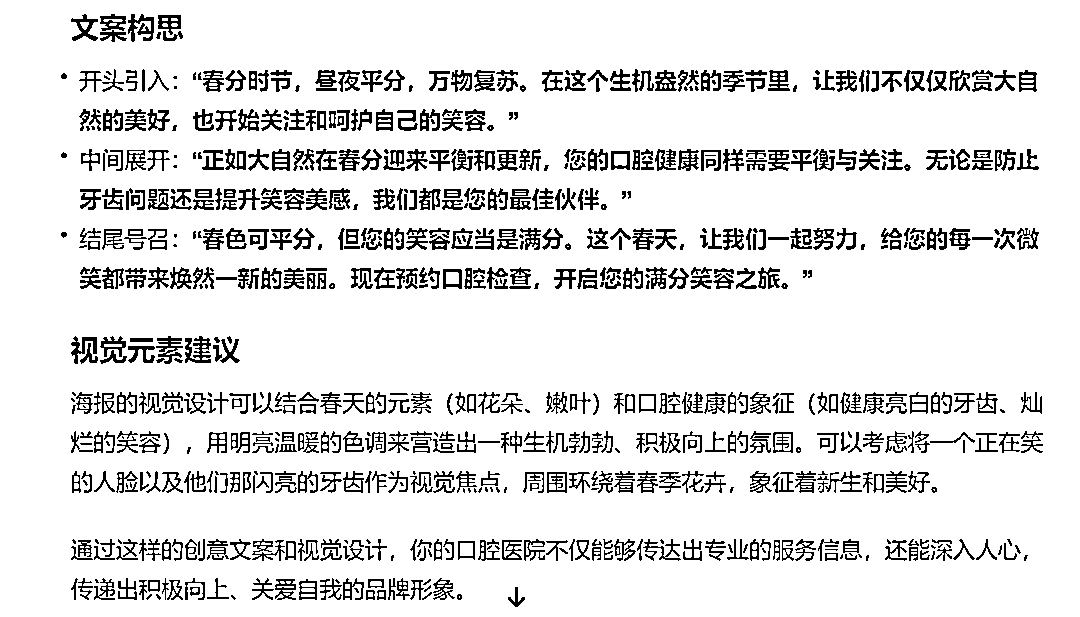 文案构思
• 开头引入：“春分时节，昼夜平分，万物复苏。在这个生机盎然的季节里，让我们不仅仅欣赏大自
然的美好，也开始关注和呵护自己的笑容。”
• 中间展开：“正如大自然在春分迎来平衡和更新，您的口腔健康同样需要平衡与关注。无论是防止
牙齿问题还是提升笑容美感，我们都是您的最佳伙伴。”
• 结尾号召：“春色可平分，但您的笑容应当是满分。这个春天，让我们一起努力，给您的每一次微
笑都带来焕然一新的美丽。现在预约口腔检查，开启您的满分笑容之旅。”
视觉元素建议
海报的视觉设计可以结合春天的元素（如花朵、嫩叶）和口腔健康的象征（如健康亮白的牙齿、灿
烂的笑容），用明亮温暖的色调来营造出一种生机勃勃、积极向上的氛围。可以考虑将一个正在笑
的人脸以及他们那闪亮的牙齿作为视觉焦点，周围环绕着春季花卉，象征着新生和美好。
通过这样的创意文案和视觉设计，你的口腔医院不仅能够传达出专业的服务信息，还能深入人心，
传递出积极向上、关爱自我的品牌形象。